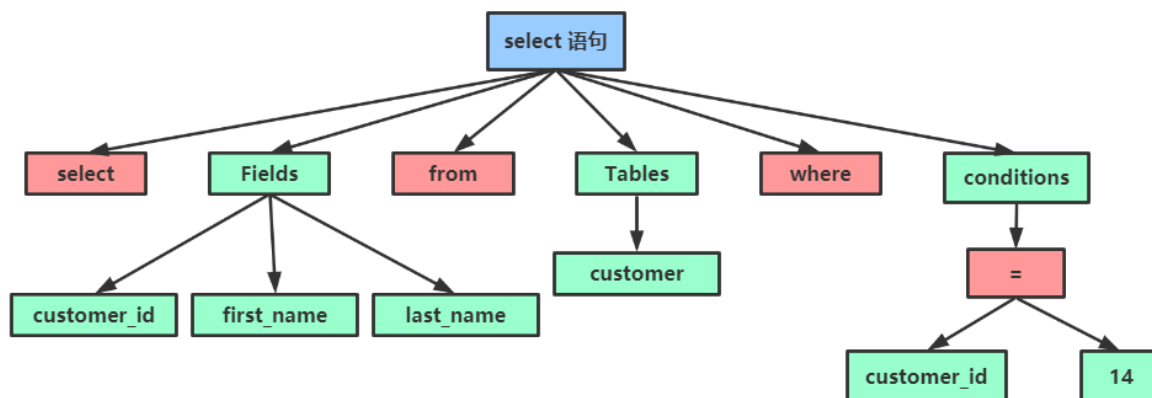 select 语句
select
Fields
from
Tables
where
conditions
customer
=
customer_id
first_name
last_name
customer_id
14